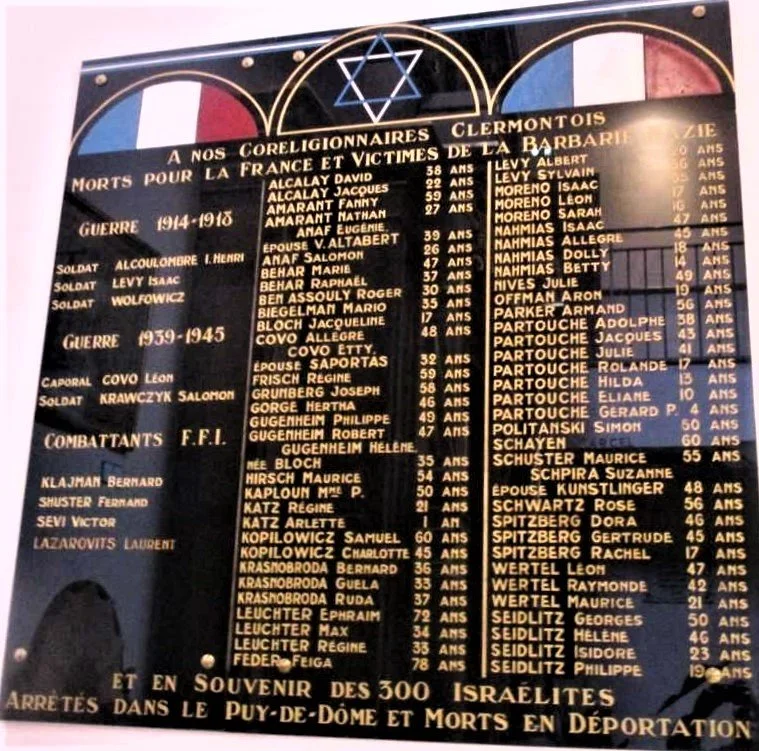 A NOS CORELIGIONNAIRES CLERMONTOIS
MORTS POUR LA FRANCE ET VICTIMES DE LA BARBARIE NAZIE
GUERRE 1914-1918
SOLDAT ALCOULOMBRE I. HENRI
SOLDAT LEVY ISAAC
SOLDAT WOLFOWICZ
GUERRE 1939-1945
CAPORAL COVO LÉON
SOLDAT KRAWCZYK SALOMON
COMBATTANTS F.F.I.
KLAJMAN BERNARD
SHUSTER FERNAND
SEVI VICTOR
LAZAROVITS LAURENT
ALCALAY DAVID 38 ANS
ALCALAY JACQUES 22 ANS
AMARANT FANNY 59 ANS
AMARANT NATHAN 27 ANS
ANAF EUGÉNIE,
ÉPOUSE V. ALTABERT 39 ANS
ANAF SALOMON 26 ANS
BEHAR MARIE 47 ANS
BEHAR RAPHAËL 37 ANS
BEN ASSOULY ROGER 30 ANS
BIEGELMAN MARIO 35 ANS
BLOCH JACQUELINE 17 ANS
COVO ALLÉGRE 48 ANS
COVO ETTY,
ÉPOUSE SAPORTAS 32 ANS
FRISCH RÉGINE 59 ANS
GRUNBERG JOSEPH 58 ANS
GORGE HERTHA 46 ANS
GUGENHEIM PHILIPPE 49 ANS
GUGENHEIM ROBERT 47 ANS
GUGENHEIM HÉLÈNE,
NÉE BLOCH 35 ANS
HIRSCH MAURICE 54 ANS
KAPLOUN MME P. 50 ANS
KATZ RÉGINE 21 ANS
KATZ ARLETTE 1 AN
KOPILOWICZ SAMUEL 60 ANS
KOPILOWICZ CHARLOTTE 45 ANS
KRASNOBRODA BERNARD 36 ANS
KRASNOBRODA GUELA 33 ANS
KRASNOBRODA RUDA 37 ANS
LEUCHTER EPHRAIM 72 ANS
LEUCHTER MAX 34 ANS
LEUCHTER RÉGINE 33 ANS
FEDER FEIGA 78 ANS
LEVY ALBERT ANS
LEVY SYLVAIN ANS
MORENO ISAAC ANS
MORENO LÉON 17 ANS
MORENO SARAH ANS
NAHMIAS ISAAC 47 ANS
NAHMIAS ALLEGRE 45 ANS
NAHMIAS DOLLY 18 ANS
NAHMIAS BETTY 14 ANS
NIVES JULIE 49 ANS
OFFMAN ARON 19 ANS
PARKER ARMAND 56 ANS
PARTOUCHE ADOLPHE 38 ANS
PARTOUCHE JACQUES 43 ANS
PARTOUCHE JULIE 41 ANS
PARTOUCHE ROLANDE 17 ANS
PARTOUCHE HILDA 13 ANS
PARTOUCHE ELIANE 10 ANS
PARTOUCHE GERARD P. 4 ANS
POLITANSKI SIMON 50 ANS
SCHAYEN MARCEL 60 ANS
SCHUSTER MAURICE 55 ANS
SCHPIRA SUZANNE
ÉPOUSE KUNSTLINGER 48 ANS
SCHWARTZ ROSE 56 ANS
SPITZBERG DORA 46 ANS
SPITZBERG GERTRUDE 45 ANS
SPITZBERG RACHEL 17 ANS
WERTEL LÉON 47 ANS
WERTEL RAYMONDE 42 ANS
WERTEL MAURICE 21 ANS
SEIDLITZ GEORGES 50 ANS
SEIDLITZ HÉLÈNE 46 ANS
SEIDLITZ ISIDORE 23 ANS
SEIDLITZ PHILIPPE 19 ANS
ET EN SOUVENIR DES 300 ISRAÉLITES
ARRÊTÉS DANS LE PUY-DE-DÔME ET MORTS EN DÉPORTATION